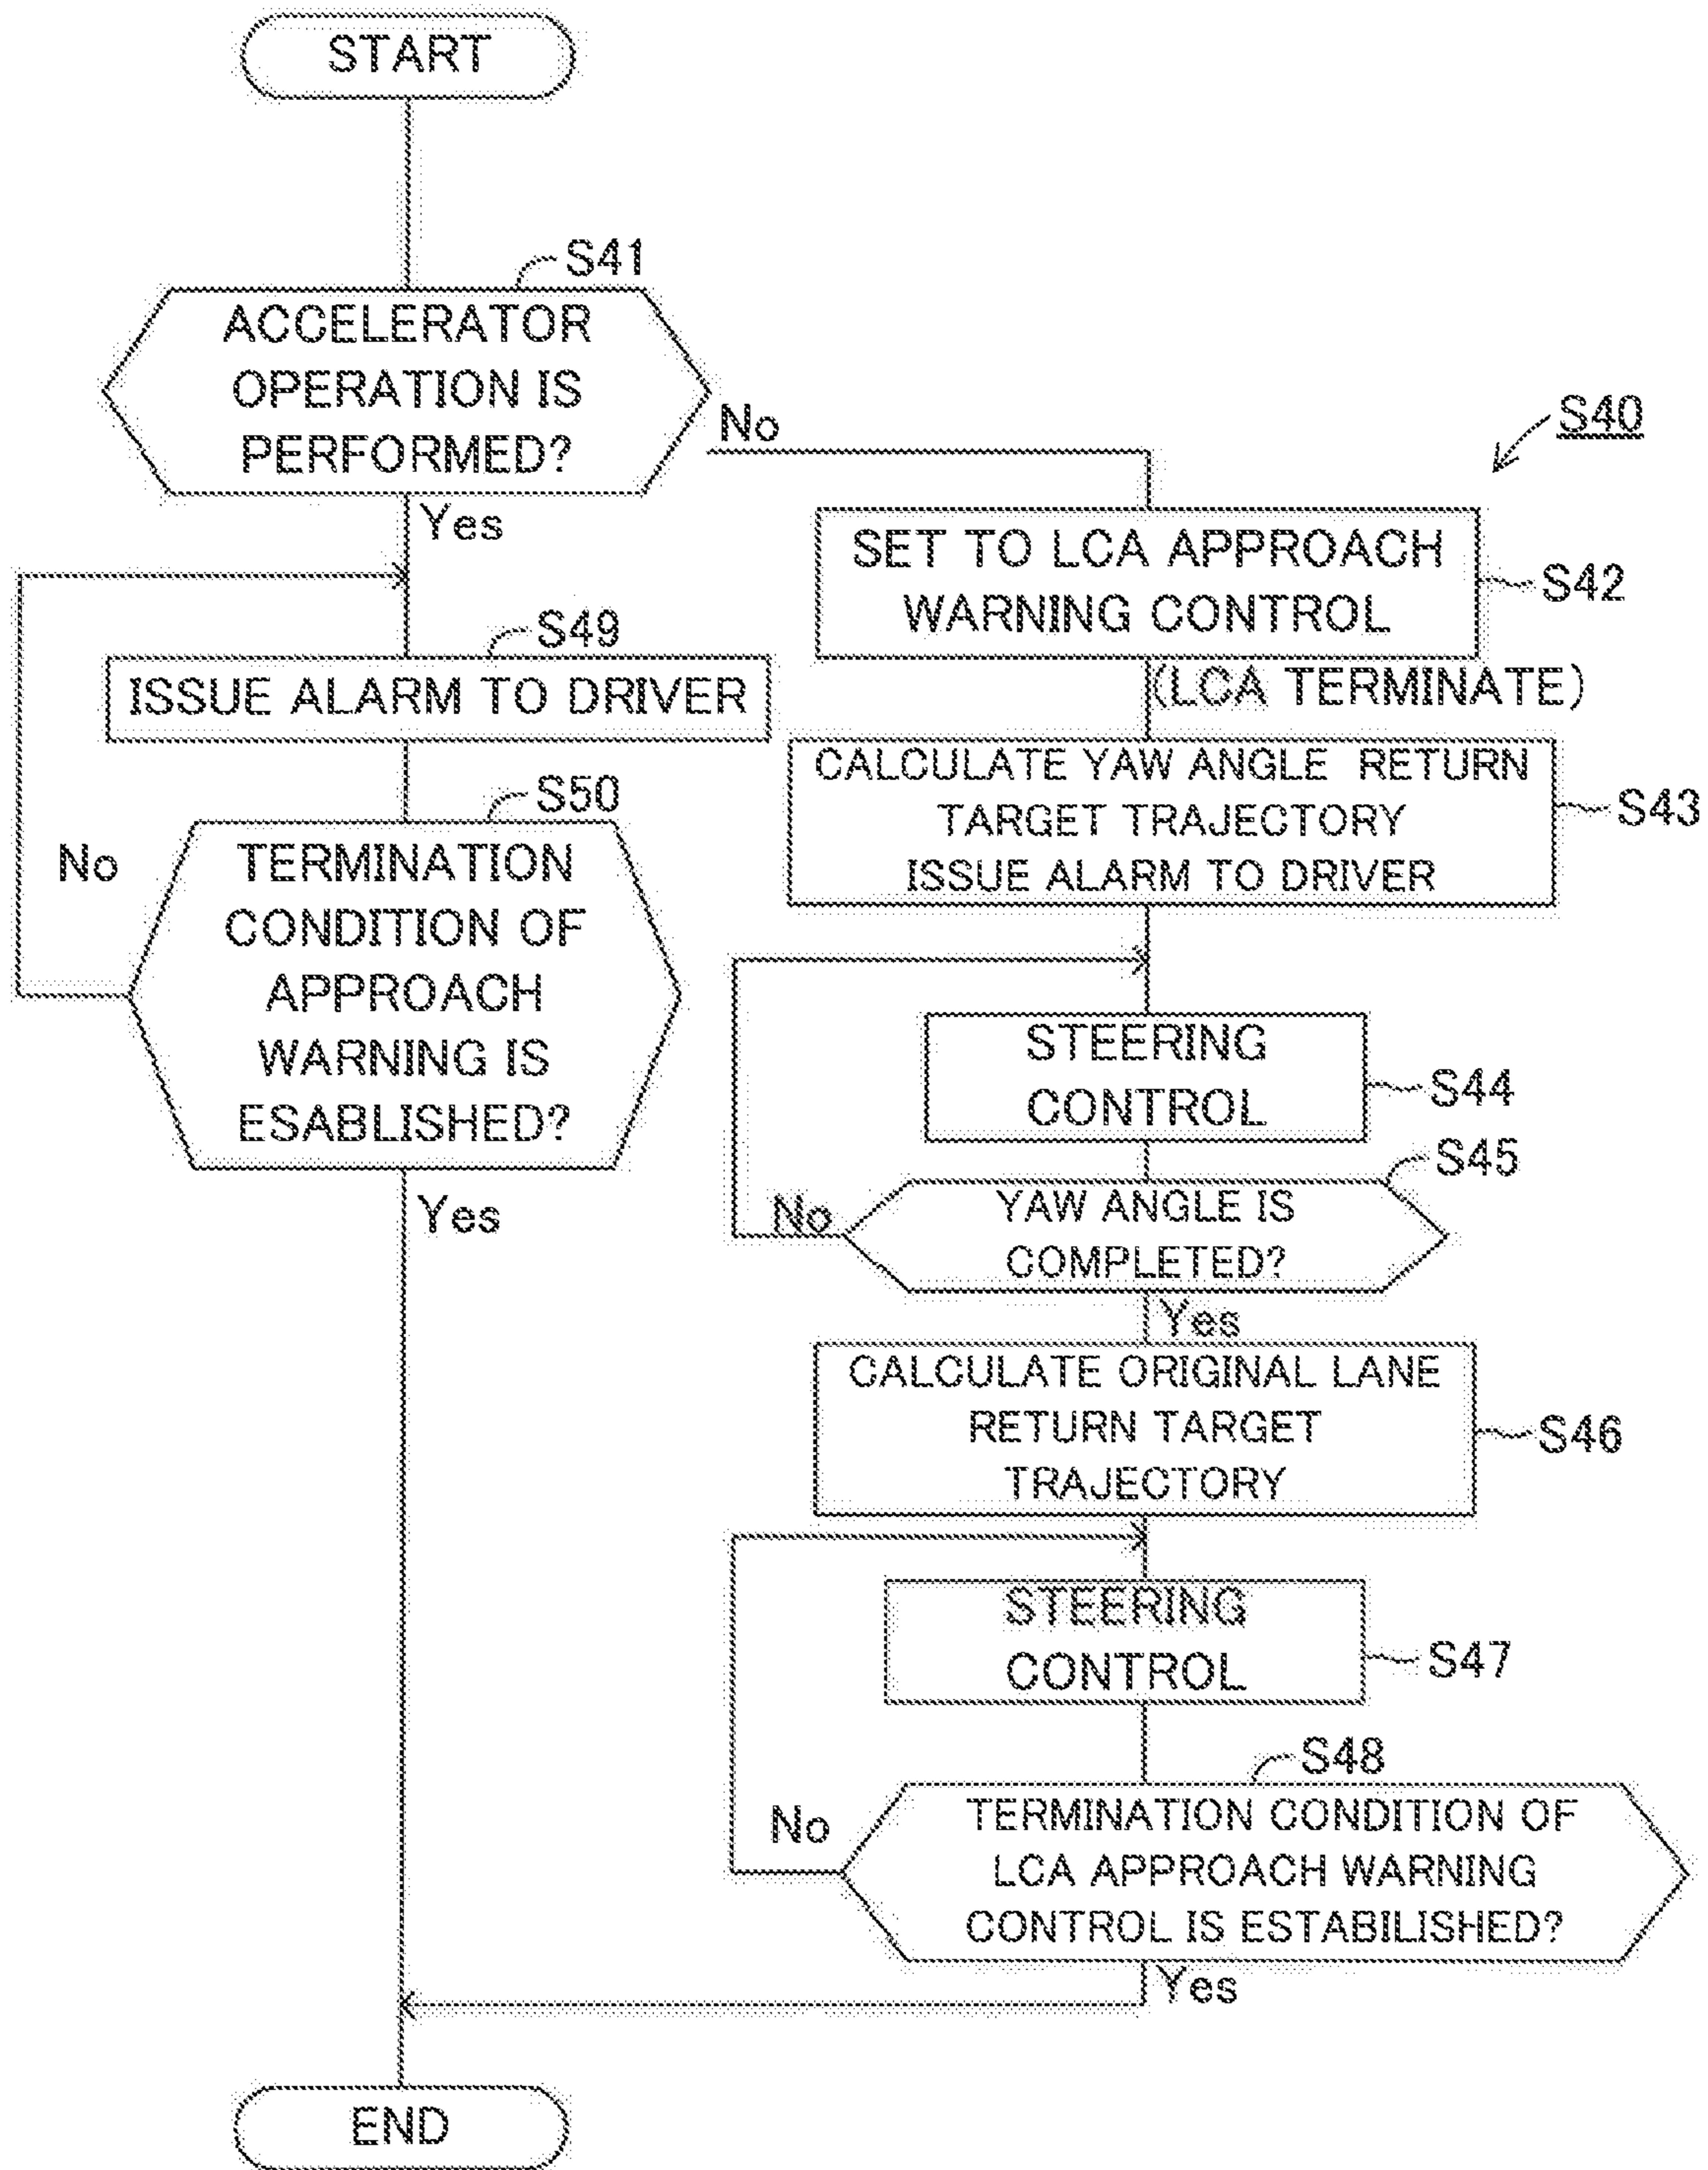 START
S41
ACCELERATOR
OPERATION IS
PERFORMED?
No
Yes
S40
SET TO LCA APPROACH
WARNING CONTROL
S42
(LCA TERMINATE)
S49
ISSUE ALARM TO DRIVER
CALCULATE YAW ANGLE RETURN
TARGET TRAJECTORY
ISSUE ALARM TO DRIVER
S43
S50
No
TERMINATION
CONDITION OF
APPROACH
WARNING IS
ESABLISHED?
Yes
STEERING
CONTROL
S44
S45
No
YAW ANGLE IS
COMPLETED?
Yes
CALCULATE ORIGINAL LANE
RETURN TARGET
TRAJECTORY
S46
STEERING
CONTROL
S47
S48
No
TERMINATION CONDITION OF
LCA APPROACH WARNING
CONTROL IS ESTABILISHED?
Yes
END